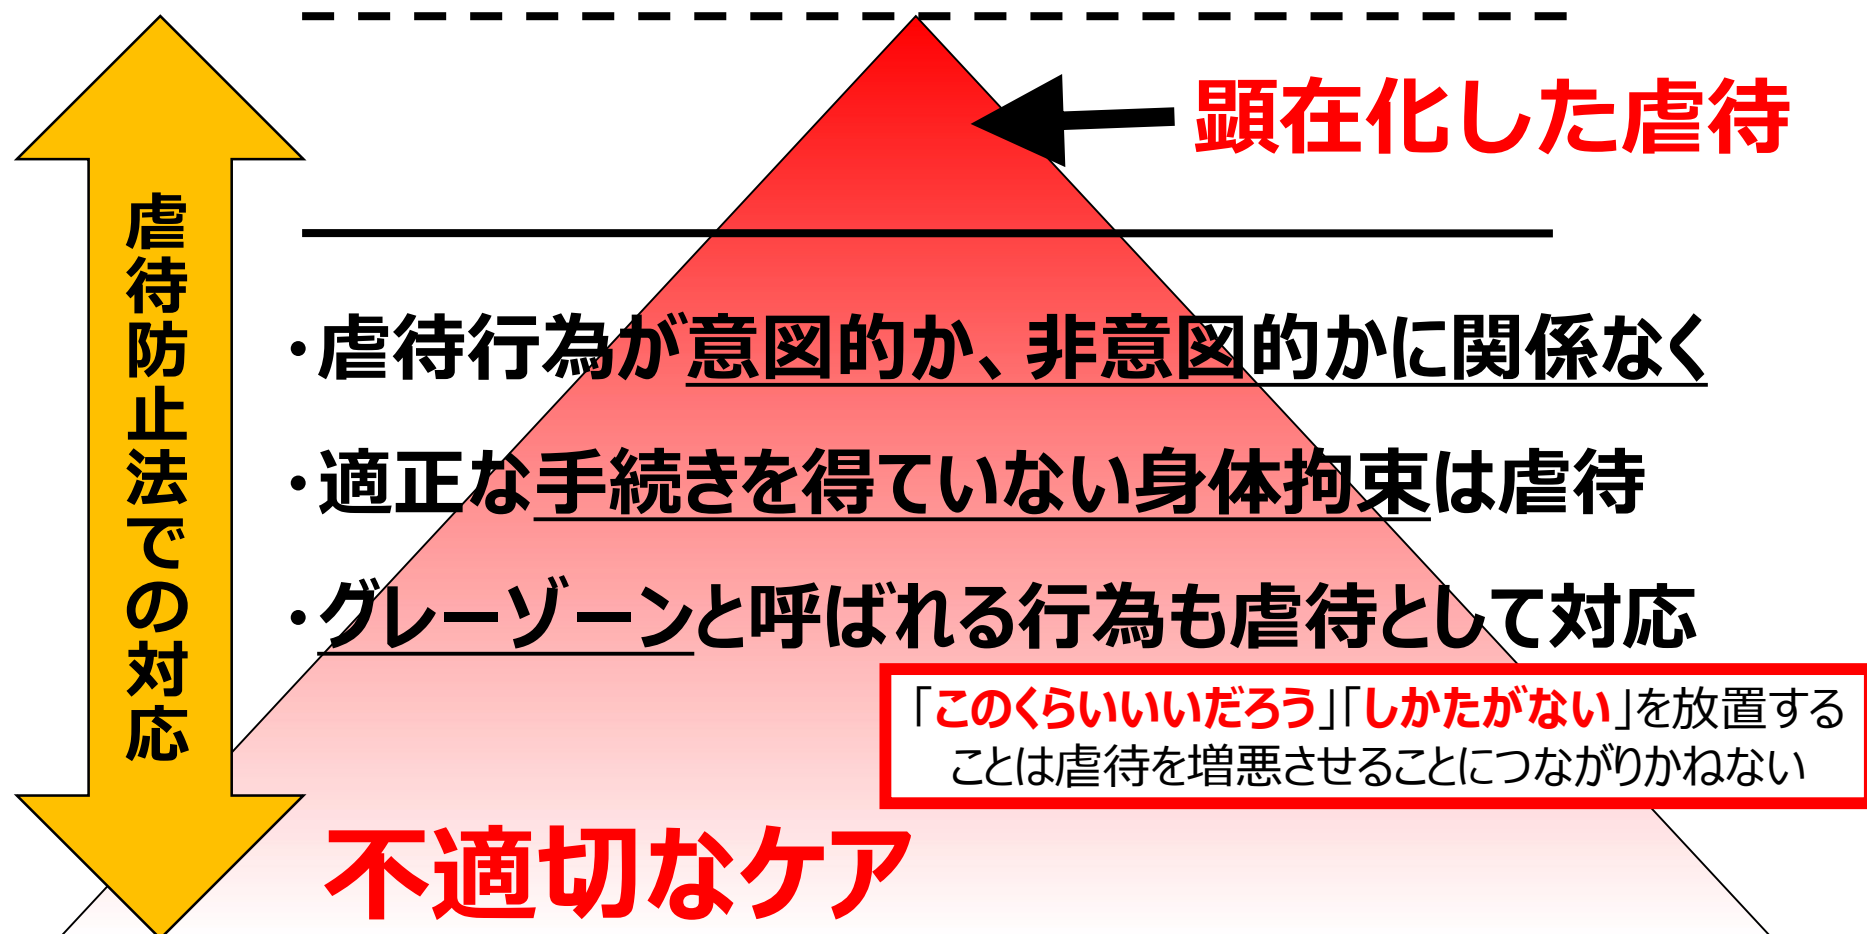 顕在化した虐待
虐待防止法での対応
・虐待行為が意図的か、非意図的かに関係なく
・適正な手続きを得ていない身体拘束は虐待
・グレーゾーンと呼ばれる行為も虐待として対応
「このくらいいいだろう」「しかたがない」を放置する
ことは虐待を増悪させることにつながりかねない
不適切なケア